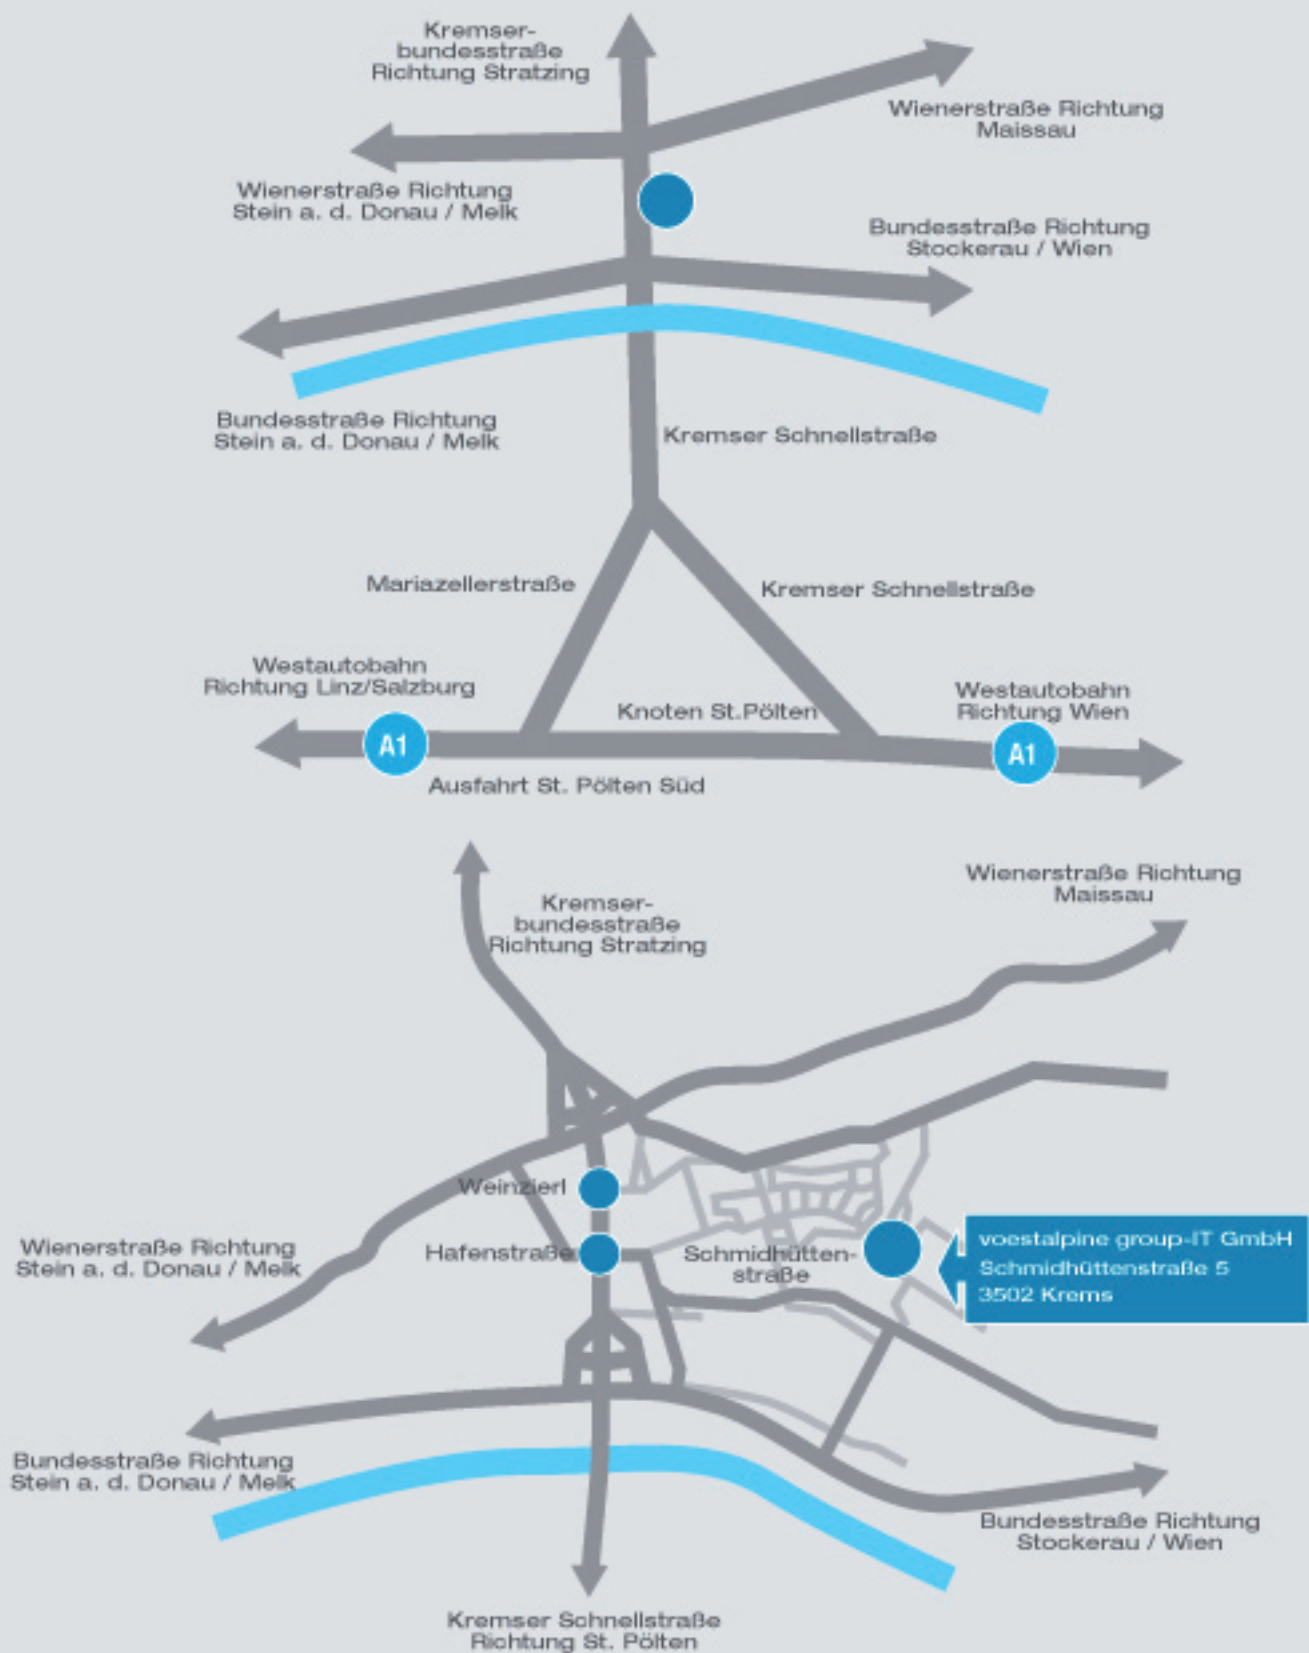 Kremser-
bundesstraße
Richtung Stratzing
Wienerstraße Richtung
Maissau
Wienerstraße Richtung
Stein a. d. Donau / Melk
Bundesstraße Richtung
Stockerau / Wien
Bundesstraße Richtung
Stein a. d. Donau / Melk
Kremser Schnellstraße
Mariazellerstraße
Kremser Schnellstraße
Westautobahn
Richtung Linz/Salzburg
Knoten St.Pölten
Westautobahn
Richtung Wien
A1
A1
Ausfahrt St. Pölten Süd
Wienerstraße Richtung
Maissau
Kremser-
bundesstraße
Richtung Stratzing
Weinzierl
Hafenstraße
Schmidhütten-
straße
voestalpine group-IT GmbH
Schmidhüttenstraße 5
3502 Krems
Wienerstraße Richtung
Stein a. d. Donau / Melk
Bundesstraße Richtung
Stein a. d. Donau / Melk
Bundesstraße Richtung
Stockerau / Wien
Kremser Schnellstraße
Richtung St. Pölten